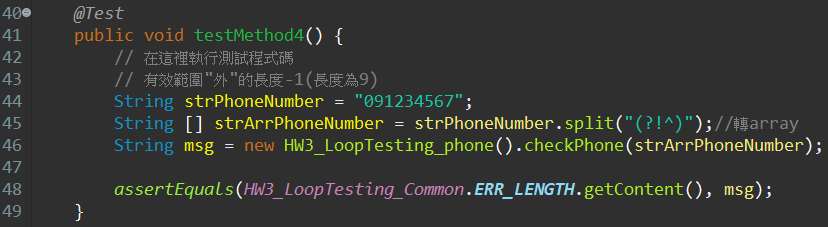 40 @Test
41 public void testMethod4() {
42 // 在這裡執行測試程式碼
43 // 有效範圍"外"的長度-1(長度為9)
44 String strPhoneNumber = "091234567";
45 String [] strArrPhoneNumber = strPhoneNumber.split("(?!^)");//轉array
46 String msg = new HW3_LoopTesting_phone().checkPhone(strArrPhoneNumber);
47
48 assertEquals(HW3_LoopTesting_Common.ERR_LENGTH.getContent(), msg);
49 }